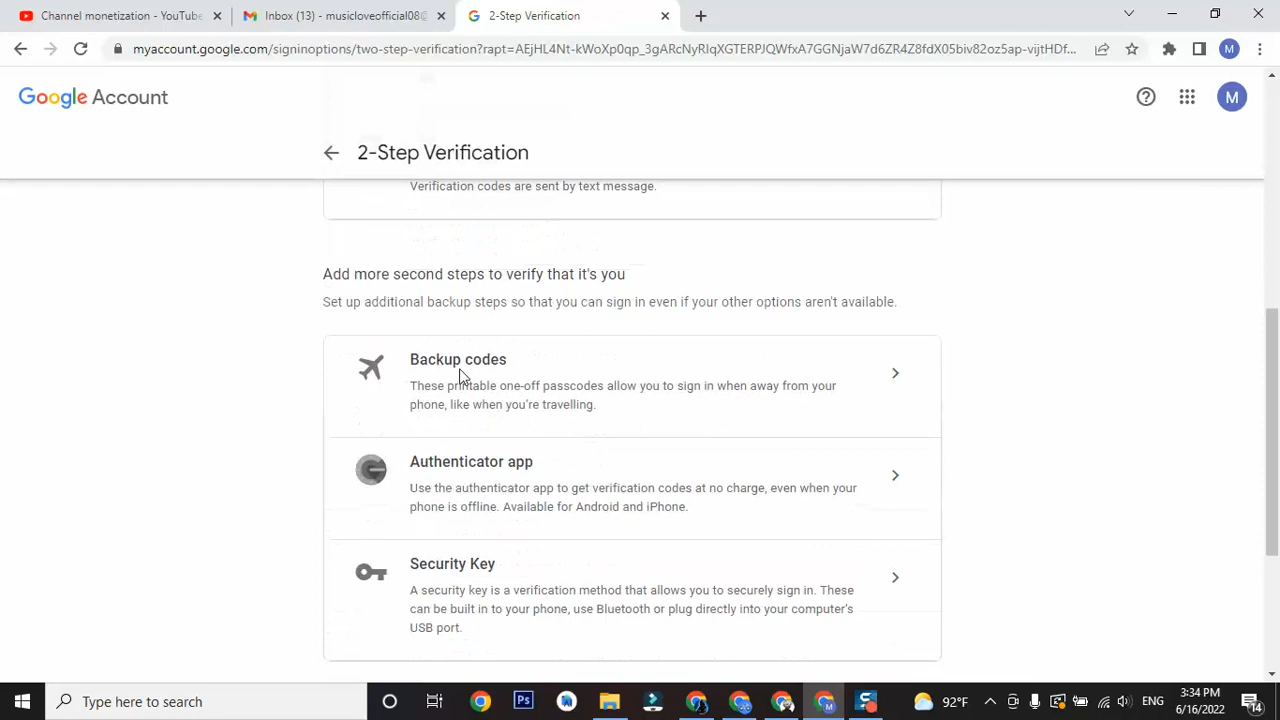 Channel monetization - YouTube
Inbox (13) - musicloveofficial08@
2-Step Verification
myaccount.google.com/signinoptions/two-step-verification?rapt=AEjHL4Nt-kWoXp0qp_3gARcNyRIqXGTERPJQWfxA7GGNjaW7d6ZR4Z8fdX05biv82oz5ap-vijtHDf...
M
Google Account
M
2-Step Verification
Verification codes are sent by text message.
Add more second steps to verify that it's you
Set up additional backup steps so that you can sign in even if your other options aren't available.
Backup codes
These printable one-off passcodes allow you to sign in when away from your
phone, like when you're travelling.
Authenticator app
Use the authenticator app to get verification codes at no charge, even when your
phone is offline. Available for Android and iPhone.
Security Key
A security key is a verification method that allows you to securely sign in. These
can be built in to your phone, use Bluetooth or plug directly into your computer's
USB port.
Type here to search
Ps
M
S
92°F
ENG
3:34 PM
6/16/2022
14